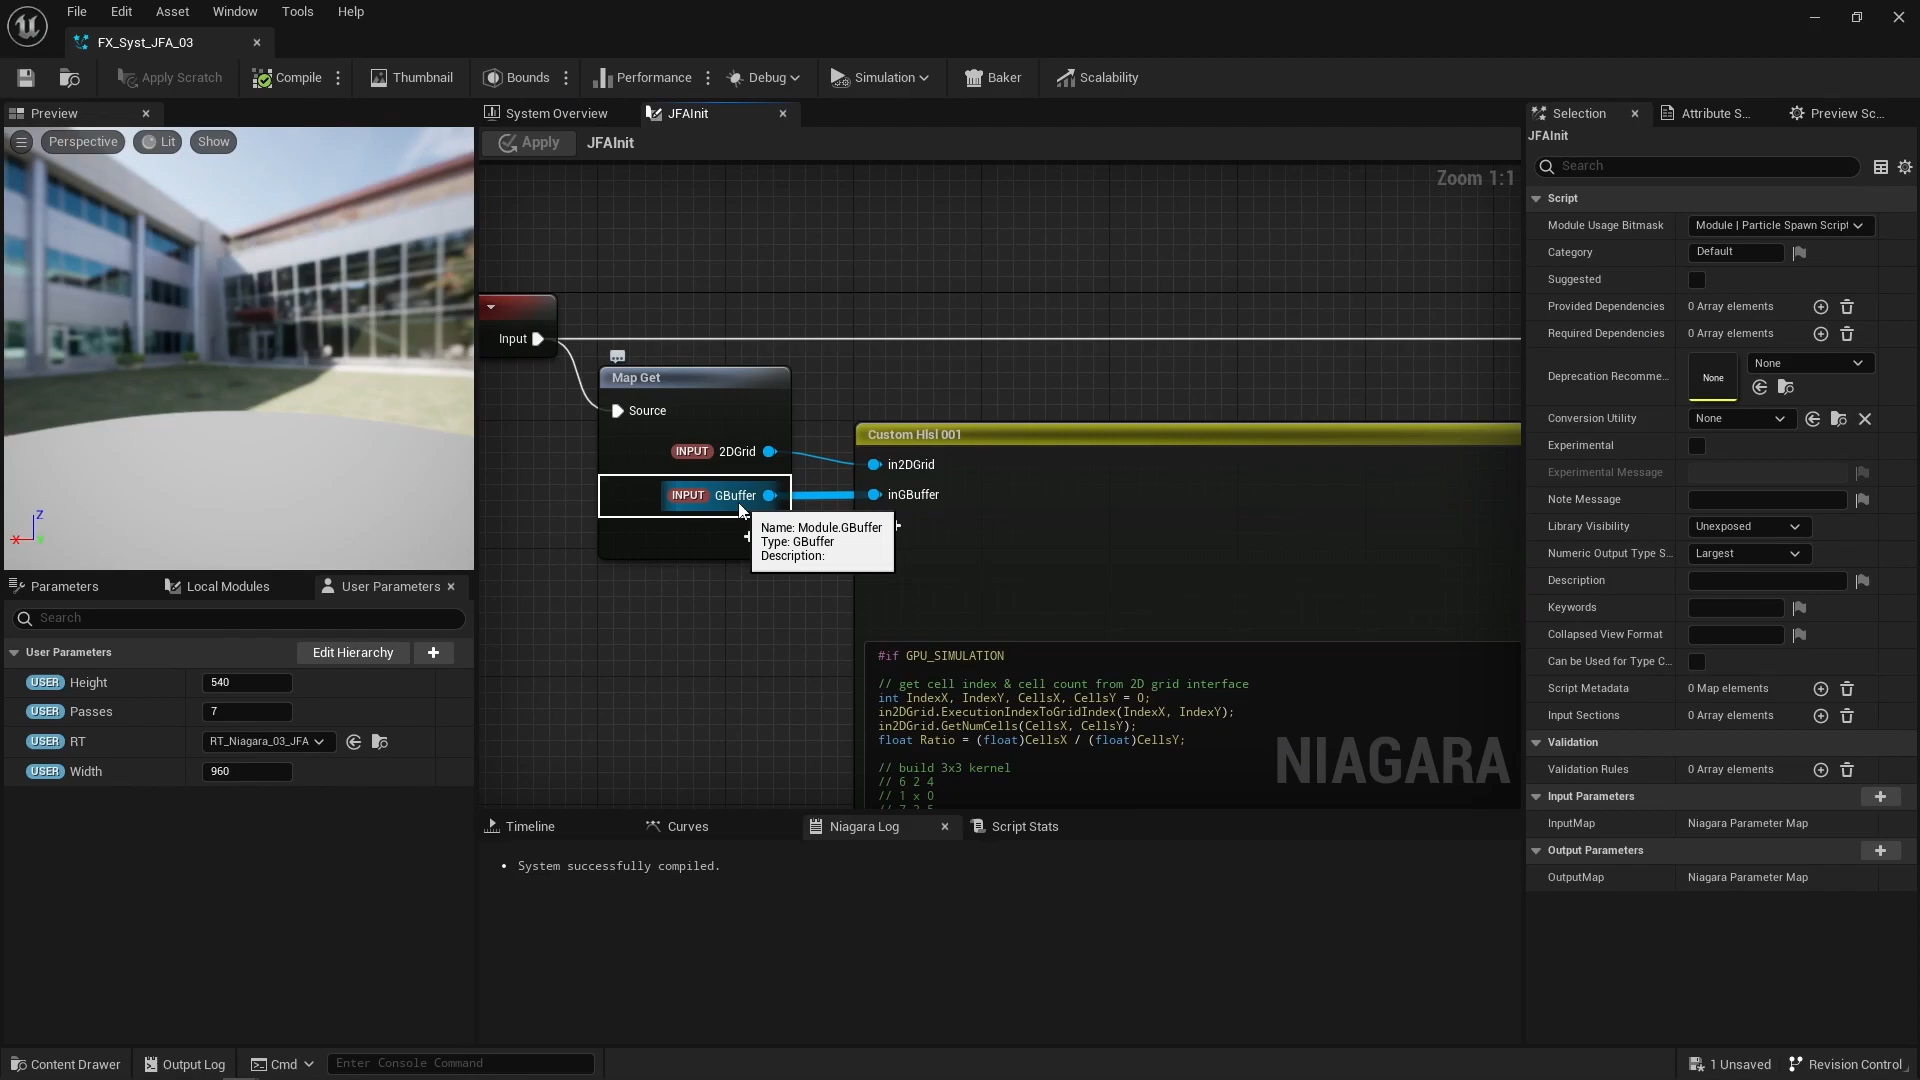 File Edit Asset Window Tools Help
FX_Syst_JFA_03
Apply Scratch Compile Thumbnail Bounds Performance Debug Simulation Baker Scalability
Preview
System Overview
JFAInit
Selection
Attribute S...
Preview Sc...
Perspective Lit Show
Apply JFAInit
JFAInit
Search
Zoom 1:1
Script
Module Usage Bitmask Module | Particle Spawn Script
Category Default
Suggested
Provided Dependencies 0 Array elements
Required Dependencies 0 Array elements
Deprecation Recomme... None None
Conversion Utility None
Experimental
Experimental Message
Note Message
Library Visibility Unexposed
Numeric Output Type S... Largest
Description
Keywords
Collapsed View Format
Can be Used for Type C...
Script Metadata 0 Map elements
Input Sections 0 Array elements
Validation
Validation Rules 0 Array elements
Input Parameters
InputMap Niagara Parameter Map
Output Parameters
OutputMap Niagara Parameter Map
Input
Map Get
Source
INPUT 2DGrid
INPUT GBuffer
Name: Module.GBuffer
Type: GBuffer
Description:
Custom Hlsl 001
in2DGrid
inGBuffer
#if GPU_SIMULATION
// get cell index & cell count from 2D grid interface
int IndexX, IndexY, CellsX, CellsY = 0;
in2DGrid.ExecutionIndexToGridIndex(IndexX, IndexY);
in2DGrid.GetNumCells(CellsX, CellsY);
float Ratio = (float)CellsX / (float)CellsY;
// build 3x3 kernel
// 6 2 4
// 1 x 0
// 7 3 5
NIAGARA
Z
X
Parameters Local Modules User Parameters
Search
User Parameters Edit Hierarchy
USER Height 540
USER Passes 7
USER RT RT_Niagara_03_JFA
USER Width 960
Timeline Curves Niagara Log Script Stats
• System successfully compiled.
Content Drawer Output Log Cmd Enter Console Command 1 Unsaved Revision Control